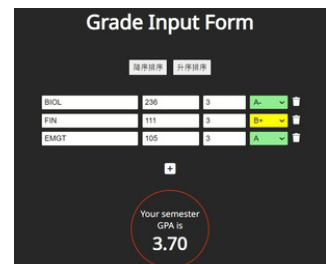 Grade Input Form
降序排序 升序排序
BIOL 236 3 A-
FIN 111 3 B+
EMGT 105 3 A
+
Your semester
GPA is
3.70